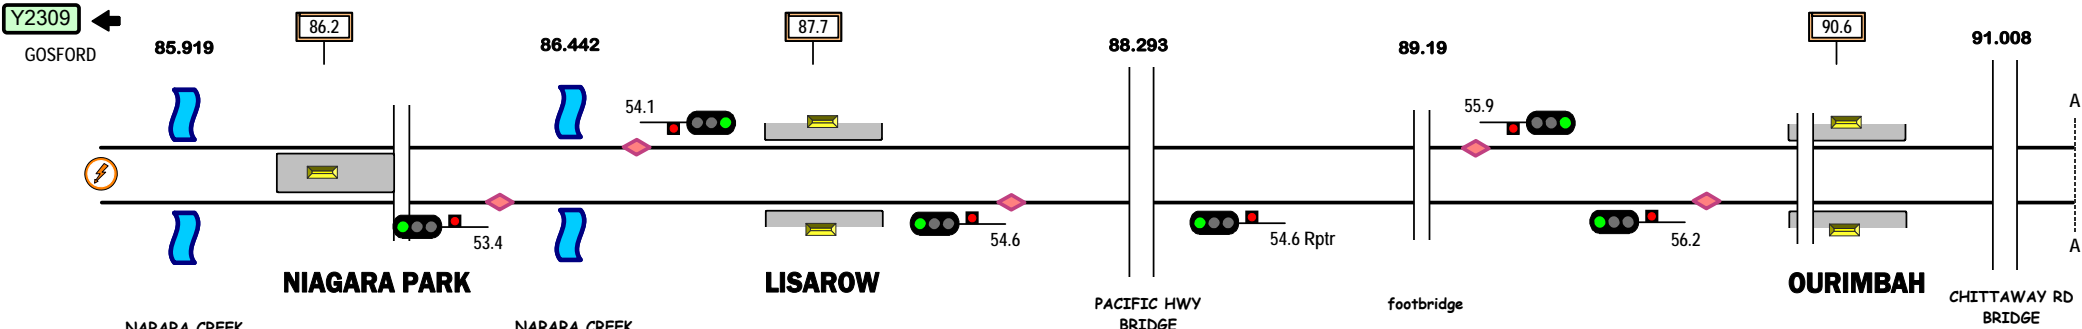 Y2309
GOSFORD
85.919
86.2
86.442
87.7
88.293
89.19
90.6
91.008
54.1
55.9
A
53.4
54.6
54.6 Rptr
56.2
A
NIAGARA PARK
LISAROW
OURIMBAH
NARARA CREEK
NARARA CREEK
PACIFIC HWY
BRIDGE
footbridge
CHITTAWAY RD
BRIDGE